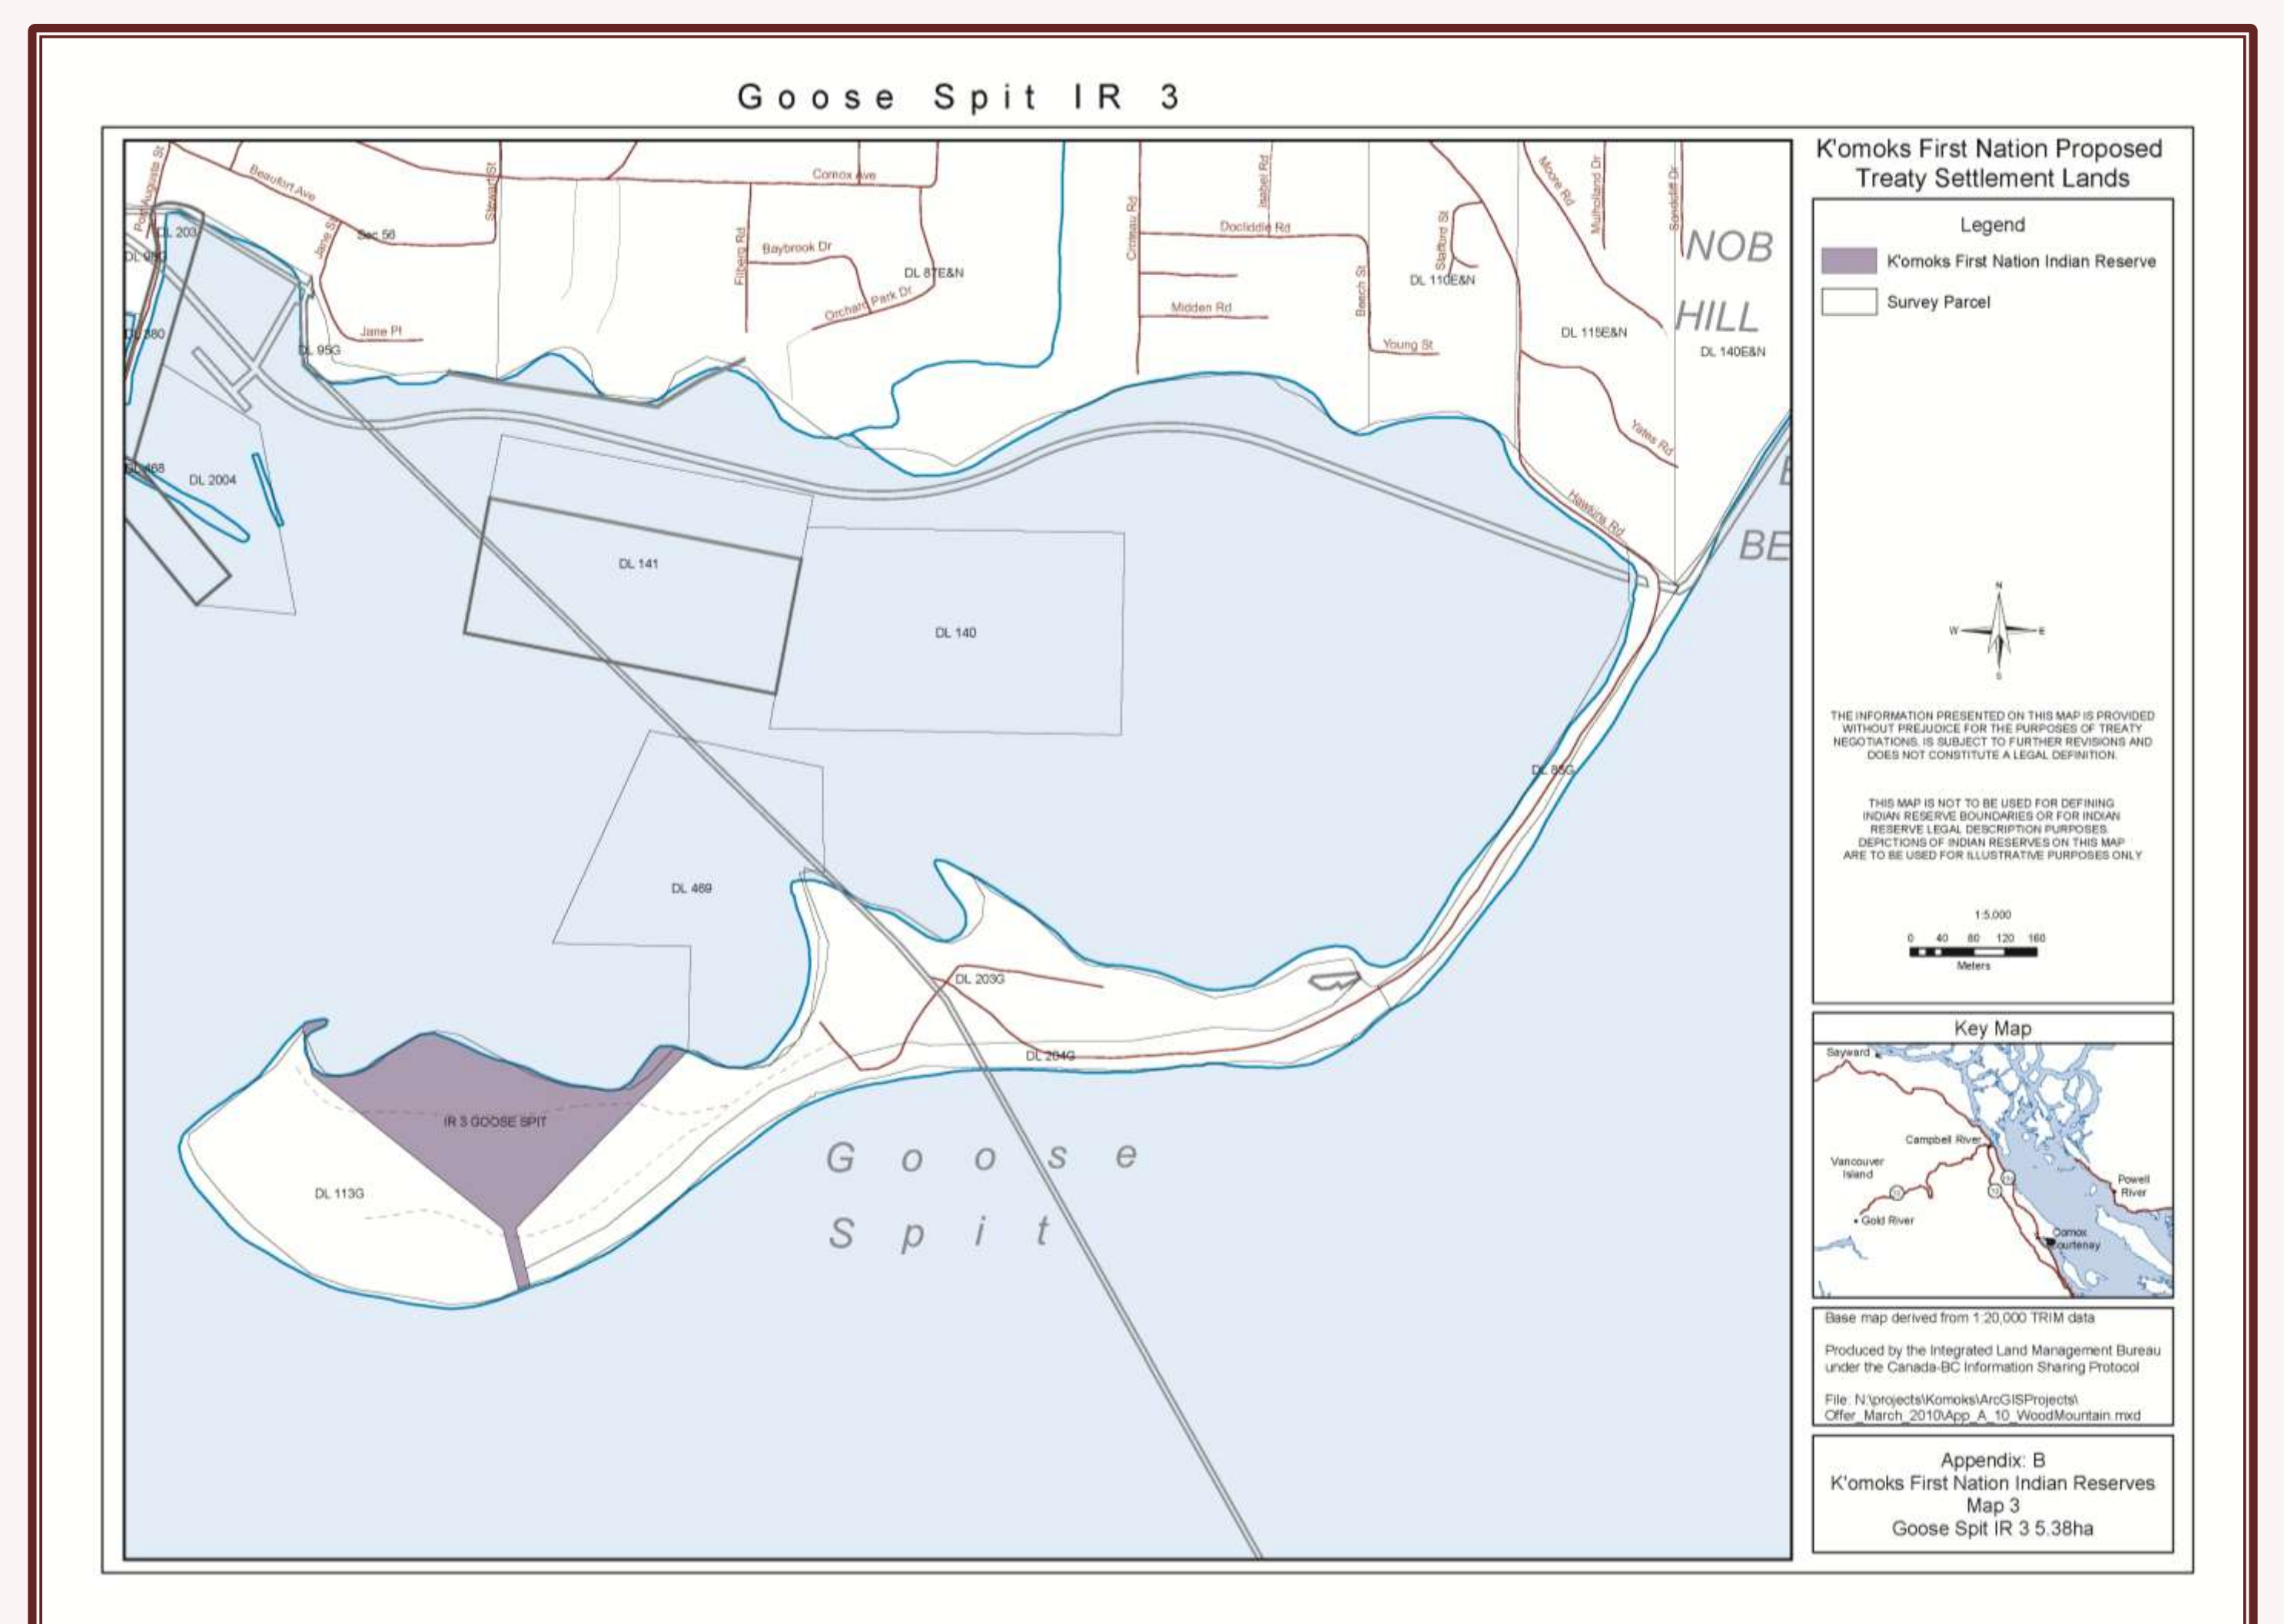 Goose Spit IR 3
K'omoks First Nation Proposed
Treaty Settlement Lands
Legend
K'omoks First Nation Indian Reserve
Survey Parcel
N
W E
S
THE INFORMATION PRESENTED ON THIS MAP IS PROVIDED
WITHOUT PREJUDICE FOR THE PURPOSES OF TREATY
NEGOTIATIONS, IS SUBJECT TO FURTHER REVISIONS AND
DOES NOT CONSTITUTE A LEGAL DEFINITION.
THIS MAP IS NOT TO BE USED FOR DEFINING
INDIAN RESERVE BOUNDARIES OR FOR INDIAN
RESERVE LEGAL DESCRIPTION PURPOSES.
DEPICTIONS OF INDIAN RESERVES ON THIS MAP
ARE TO BE USED FOR ILLUSTRATIVE PURPOSES ONLY
1:5,000
0 40 80 120 160
Meters
Key Map
Sayward
Campbell River
Vancouver
Island
Powell
River
Gold River
Comox
Courtenay
Base map derived from 1:20,000 TRIM data
Produced by the Integrated Land Management Bureau
under the Canada-BC Information Sharing Protocol
File: N:\projects\Komoks\ArcGISProjects\
Offer_March_2010\App_A_10_WoodMountain.mxd
Appendix: B
K'omoks First Nation Indian Reserves
Map 3
Goose Spit IR 3 5.38ha
Port Augusta St
Beaufort Ave
Stewart St
Jane St
Sec 56
Jane Pl
Comox Ave
Filberg Rd
Baybrook Dr
Orchard Park Dr
DL 87E&N
Croteau Rd
Isabel Rd
Docliddle Rd
Midden Rd
Beech St
Young St
Stafford St
DL 110E&N
Moore Rd
Mulholland Dr
Sandcliff Dr
NOB
HILL
DL 115E&N
DL 140E&N
Yates Rd
Hawkins Rd
BE
DL 203
DL 380
DL 95G
DL 468
DL 2004
DL 141
DL 140
DL 469
DL 203G
DL 204G
IR 3 GOOSE SPIT
DL 113G
Goose
Spit